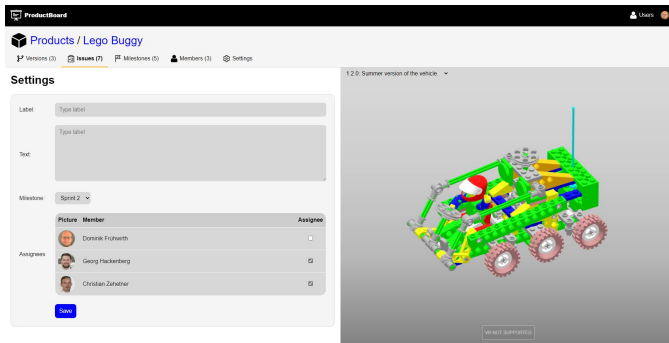 ProductBoard
Users
Products / Lego Buggy
Versions (3) Issues (7) Milestones (5) Members (3) Settings
Settings
1.2.0: Summer version of the vehicle.
Label: Type label
Text: Type label
Milestone: Sprint 2
Assignees:
Picture Member Assignee
Dominik Frühwerth
Georg Hackenberg
Christian Zehetner
Save
VR NOT SUPPORTED